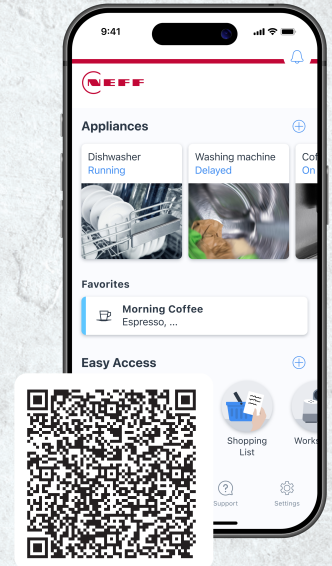 9:41
NEFF
Appliances
Dishwasher
Running
Washing machine
Delayed
Cof
On
Favorites
Morning Coffee
Espresso, ...
Easy Access
Shopping
List
Works
Support
Settings